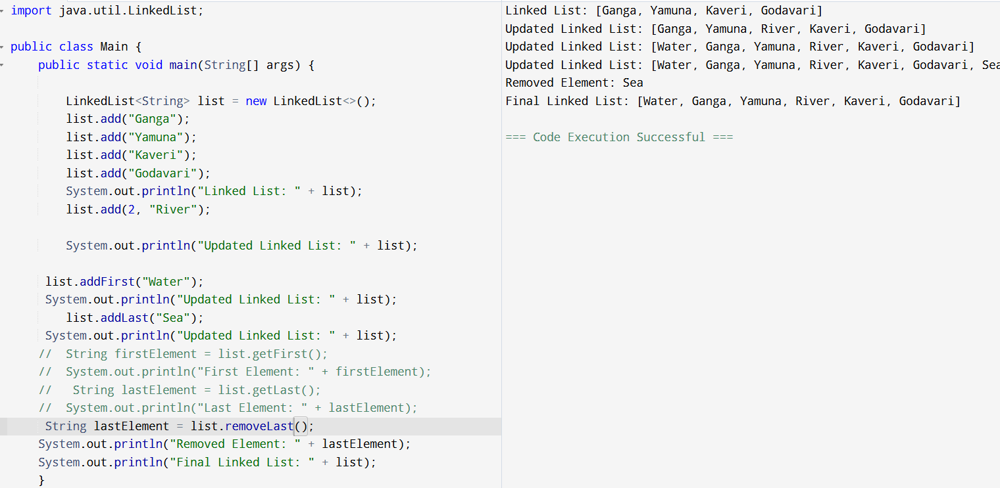 import java.util.LinkedList;
public class Main {
public static void main(String[] args) {
LinkedList<String> list = new LinkedList<>();
list.add("Ganga");
list.add("Yamuna");
list.add("Kaveri");
list.add("Godavari");
System.out.println("Linked List: " + list);
list.add(2, "River");
System.out.println("Updated Linked List: " + list);
list.addFirst("Water");
System.out.println("Updated Linked List: " + list);
list.addLast("Sea");
System.out.println("Updated Linked List: " + list);
//  String firstElement = list.getFirst();
//  System.out.println("First Element: " + firstElement);
//   String lastElement = list.getLast();
//  System.out.println("Last Element: " + lastElement);
String lastElement = list.removeLast();
System.out.println("Removed Element: " + lastElement);
System.out.println("Final Linked List: " + list);
}
Linked List: [Ganga, Yamuna, Kaveri, Godavari]
Updated Linked List: [Ganga, Yamuna, River, Kaveri, Godavari]
Updated Linked List: [Water, Ganga, Yamuna, River, Kaveri, Godavari]
Updated Linked List: [Water, Ganga, Yamuna, River, Kaveri, Godavari, Sea
Removed Element: Sea
Final Linked List: [Water, Ganga, Yamuna, River, Kaveri, Godavari]
=== Code Execution Successful ===